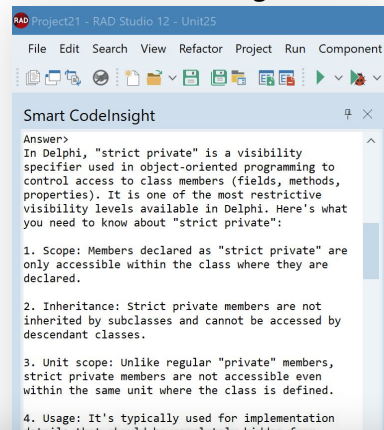 RAD Project21 - RAD Studio 12 - Unit25
File Edit Search View Refactor Project Run Component
Smart CodeInsight
Answer>
In Delphi, "strict private" is a visibility
specifier used in object-oriented programming to
control access to class members (fields, methods,
properties). It is one of the most restrictive
visibility levels available in Delphi. Here's what
you need to know about "strict private":
1. Scope: Members declared as "strict private" are
only accessible within the class where they are
declared.
2. Inheritance: Strict private members are not
inherited by subclasses and cannot be accessed by
descendant classes.
3. Unit scope: Unlike regular "private" members,
strict private members are not accessible even
within the same unit where the class is defined.
4. Usage: It's typically used for implementation